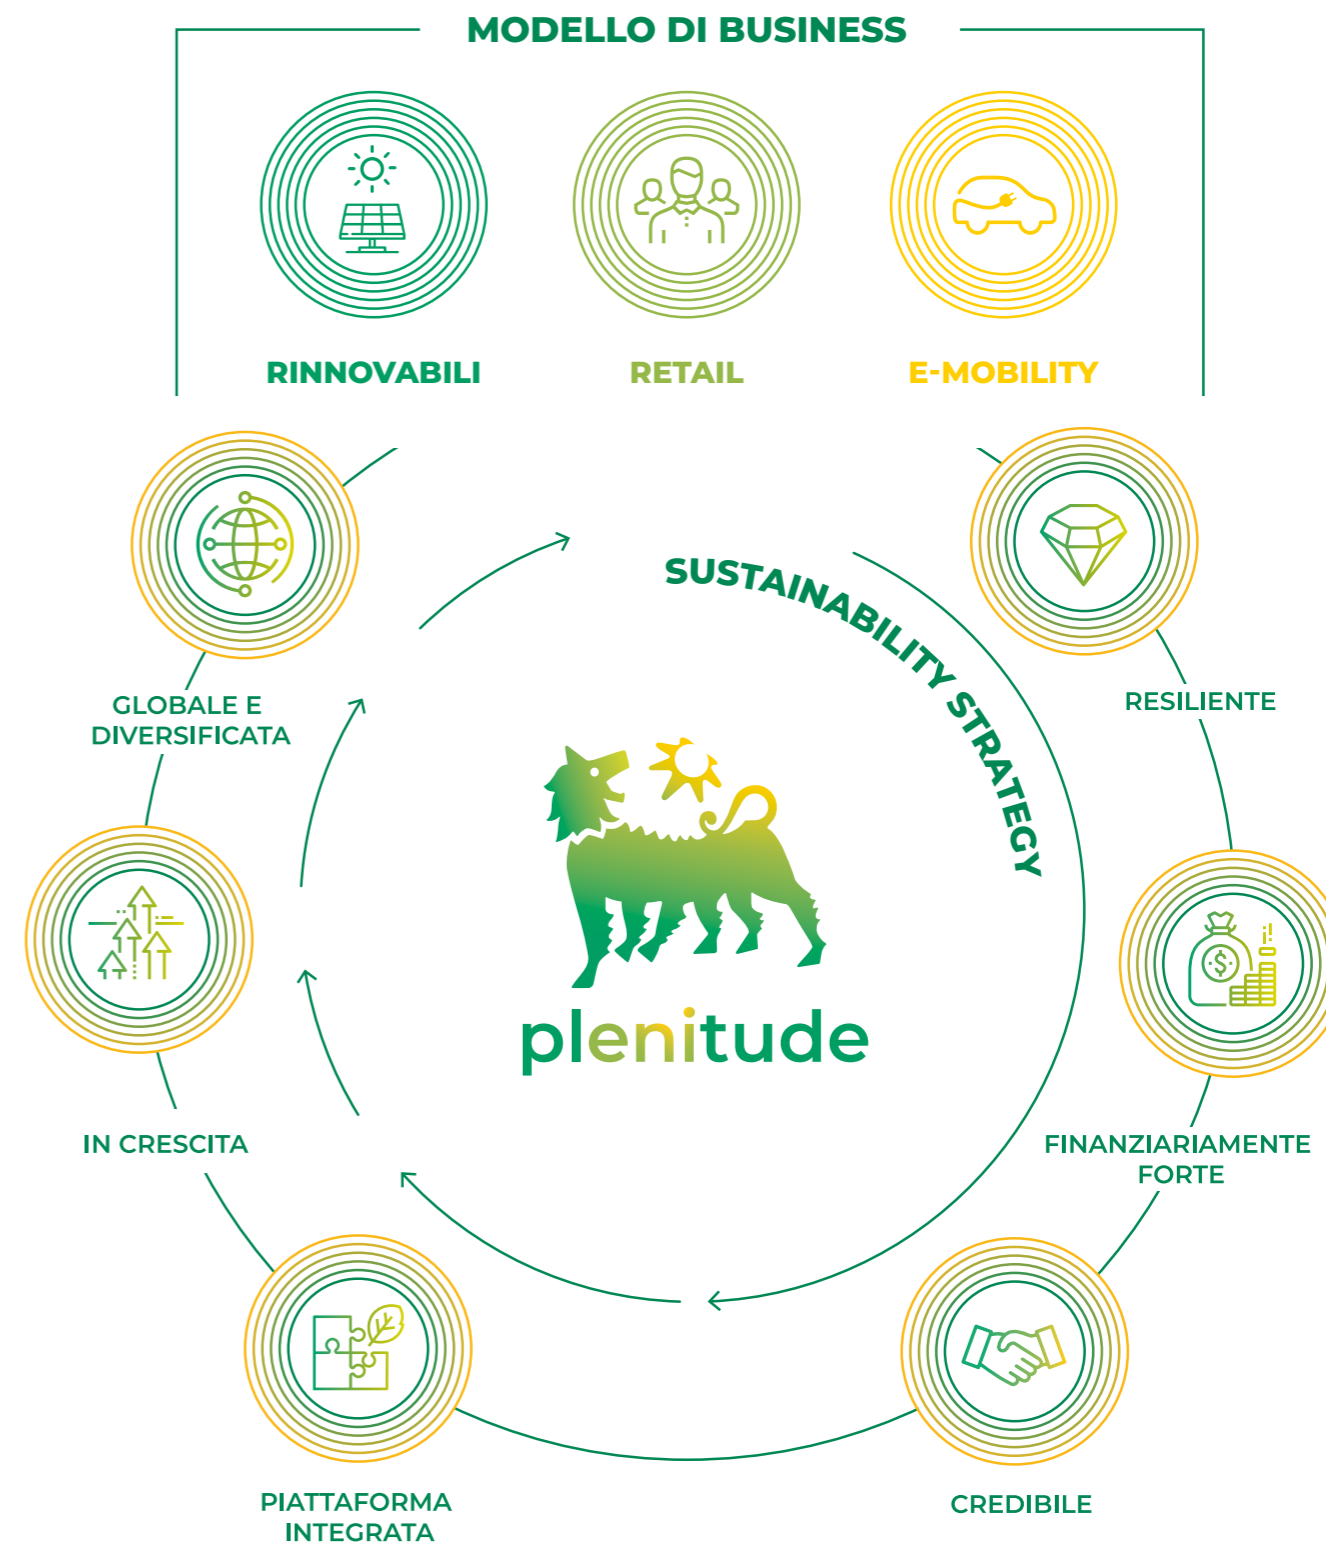 MODELLO DI BUSINESS
RINNOVABILI
RETAIL
E-MOBILITY
SUSTAINABILITY STRATEGY
GLOBALE E
DIVERSIFICATA
RESILIENTE
plenitude
IN CRESCITA
FINANZIARIAMENTE
FORTE
PIATTAFORMA
INTEGRATA
CREDIBILE